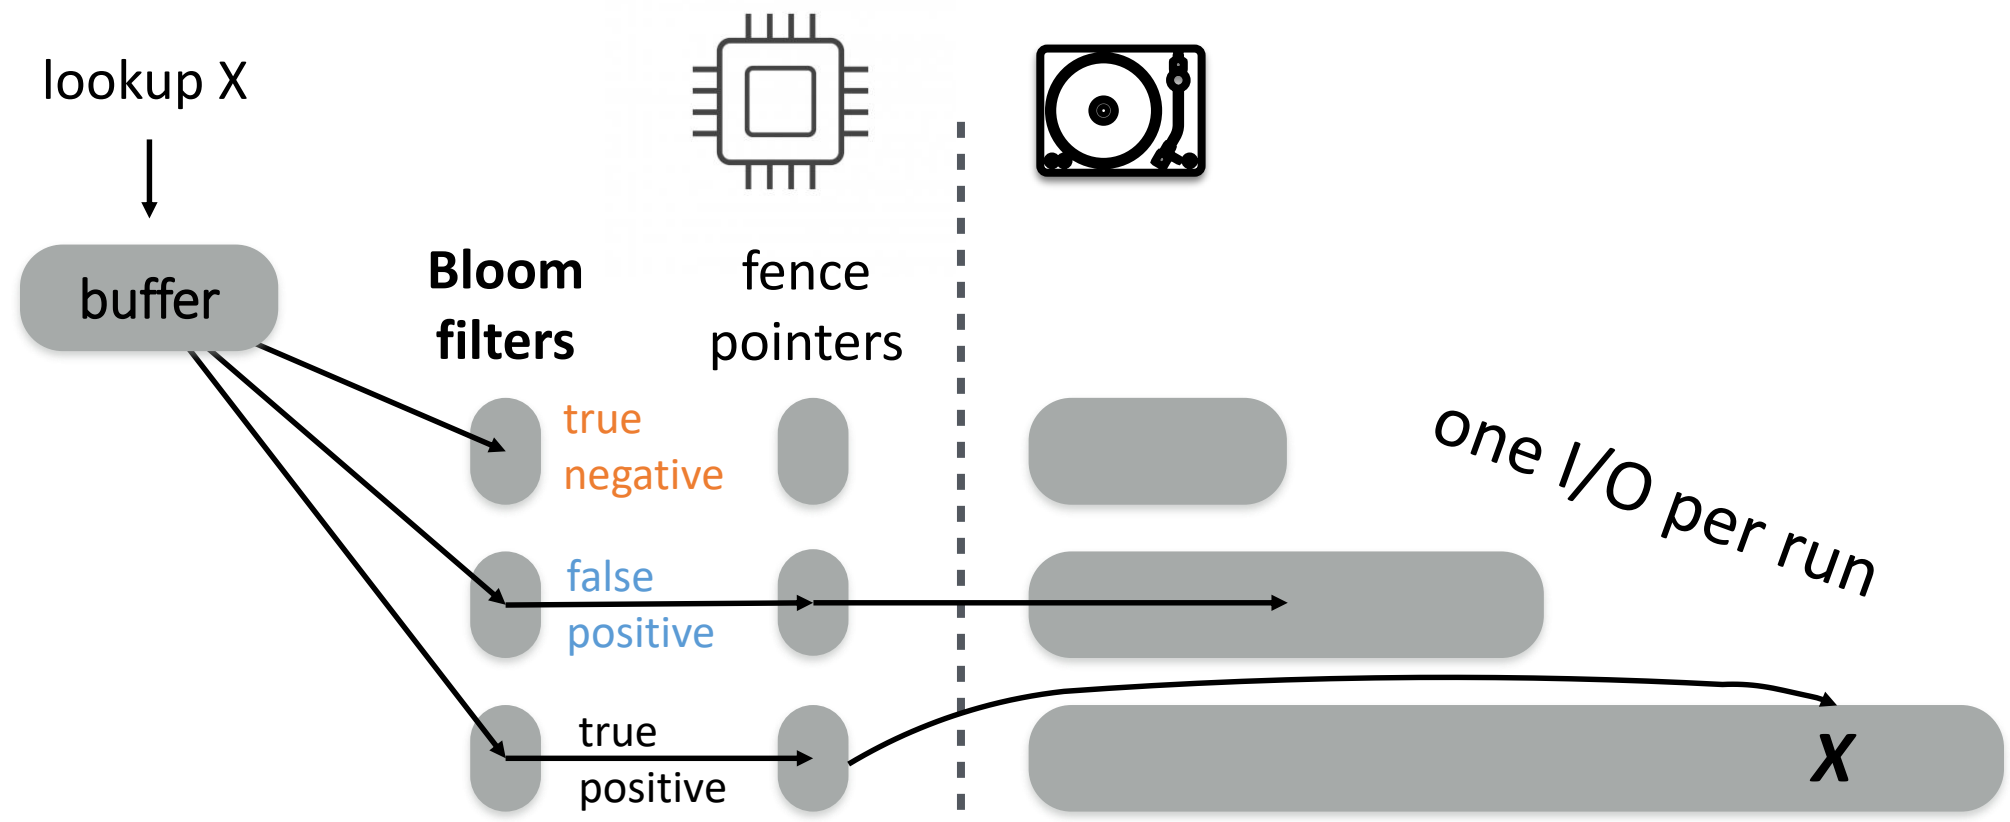 lookup X
buffer
Bloom
filters
fence
pointers
true
negative
false
positive
true
positive
one I/O per run
X